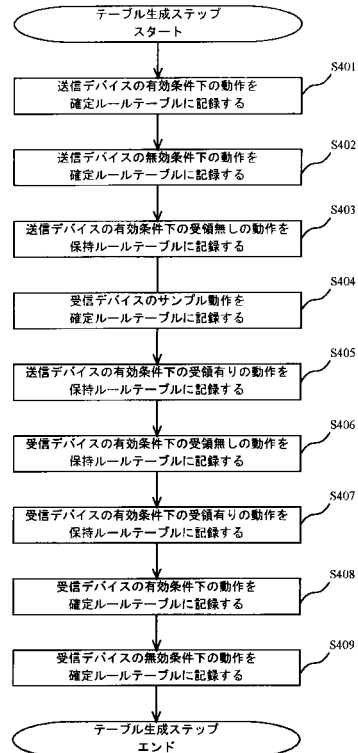 テーブル生成ステップ
スタート
S401
送信デバイスの有効条件下の動作を
確定ルールテーブルに記録する
S402
送信デバイスの無効条件下の動作を
確定ルールテーブルに記録する
S403
送信デバイスの有効条件下の受領無しの動作を
保持ルールテーブルに記録する
S404
受信デバイスのサンプル動作を
確定ルールテーブルに記録する
S405
送信デバイスの有効条件下の受領有りの動作を
保持ルールテーブルに記録する
S406
受信デバイスの有効条件下の受領無しの動作を
保持ルールテーブルに記録する
S407
受信デバイスの有効条件下の受領有りの動作を
保持ルールテーブルに記録する
S408
受信デバイスの有効条件下の動作を
確定ルールテーブルに記録する
S409
受信デバイスの無効条件下の動作を
確定ルールテーブルに記録する
テーブル生成ステップ
エンド